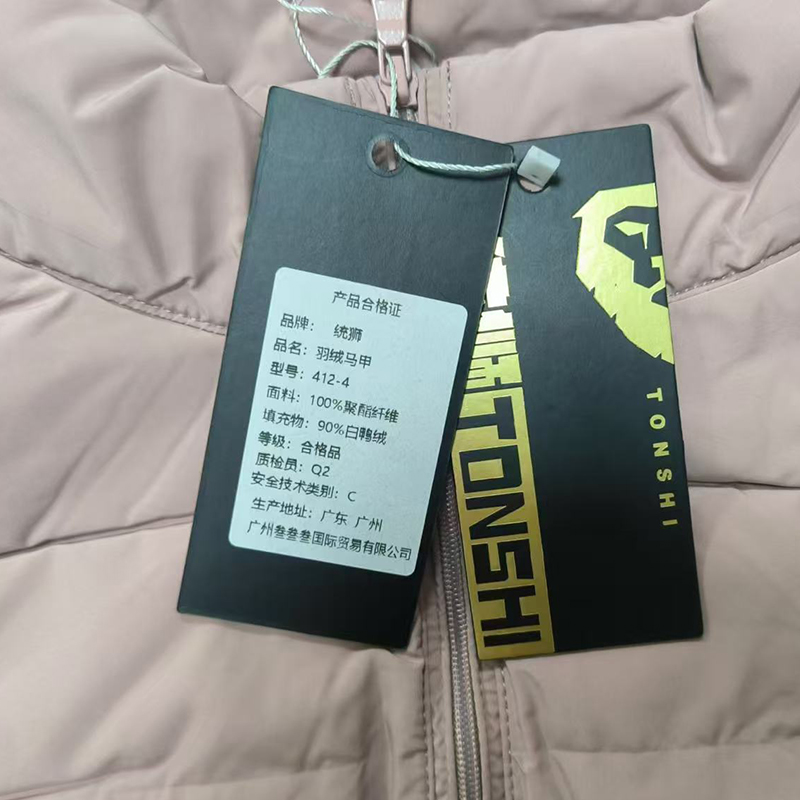 产品合格证
品牌： 统狮
品名：羽绒马甲
型号：412-4
面料：100%聚酯纤维
填充物：90%白鸭绒
等级：合格品
质检员：Q2
安全技术类别：C
生产地址：广东 广州
广州叁叁叁国际贸易有限公司
TONSHI
TONSHI